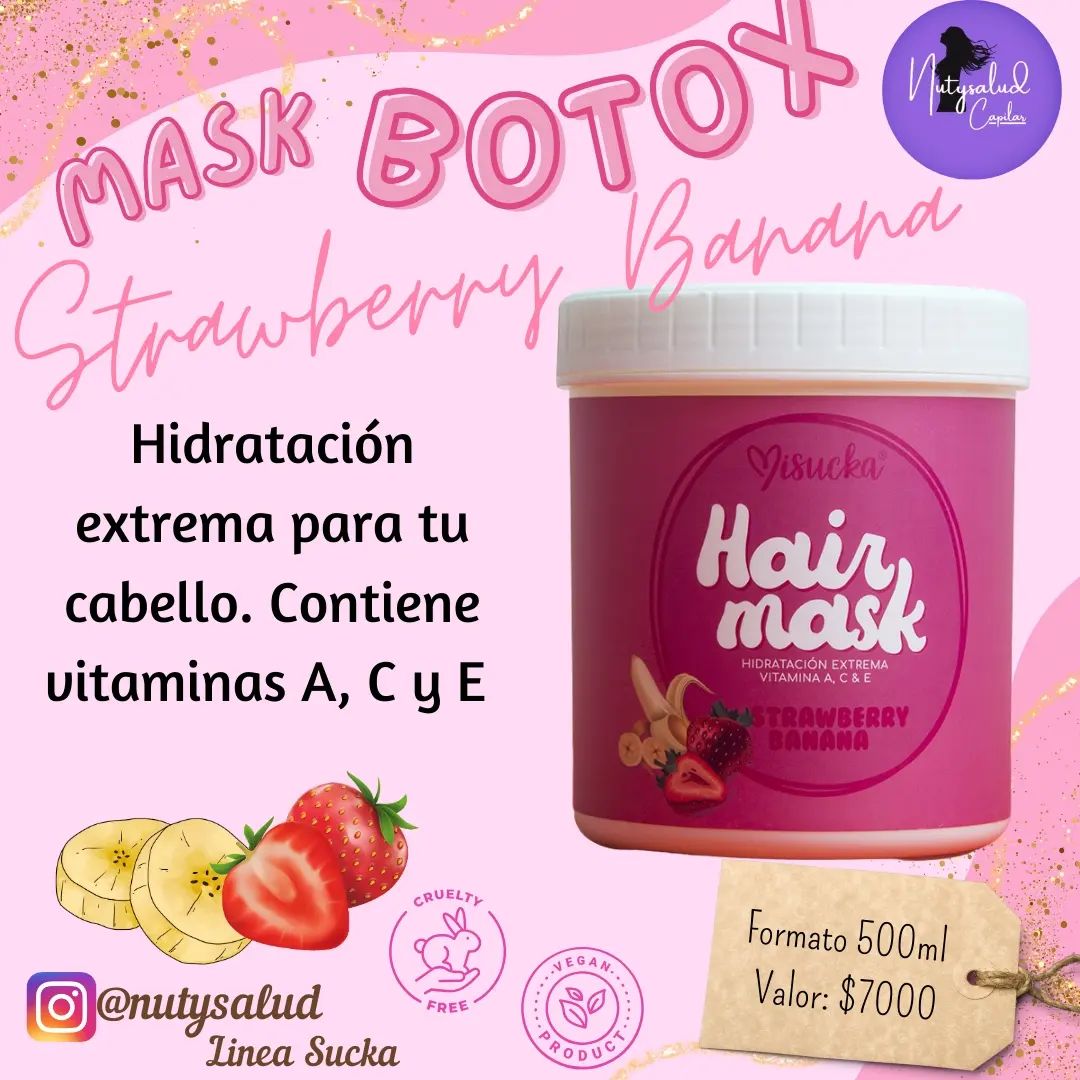 MASK BOTOX
Nutysalud
Capilar
Strawberry Banana
Hidratación
extrema para tu
cabello. Contiene
vitaminas A, C y E
Misucka®
Hair
mask
HIDRATACIÓN EXTREMA
VITAMINA A, C & E
STRAWBERRY
BANANA
CRUELTY
FREE
VEGAN
PRODUCT
Formato 500ml
Valor: $7000
@nutysalud
Linea Sucka